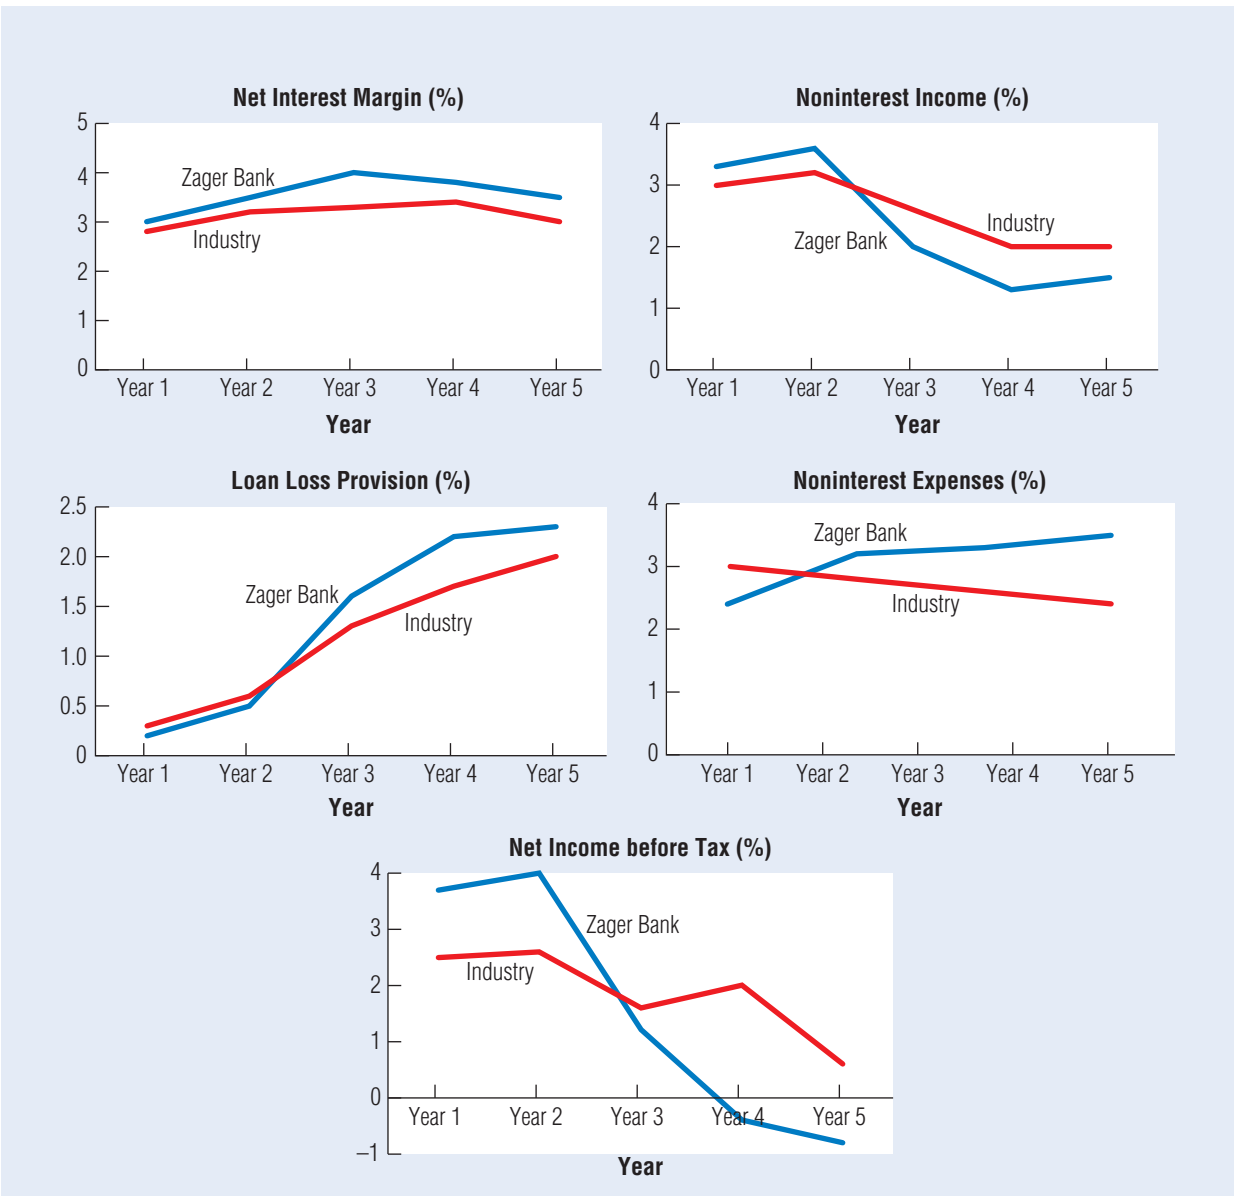 Net Interest Margin (%)
5
4
3
2
1
0
Zager Bank
Industry
Year 1 Year 2 Year 3 Year 4 Year 5
Year
Noninterest Income (%)
4
3
2
1
0
Industry
Zager Bank
Year 1 Year 2 Year 3 Year 4 Year 5
Year
Loan Loss Provision (%)
2.5
2.0
1.5
1.0
0.5
0
Zager Bank
Industry
Year 1 Year 2 Year 3 Year 4 Year 5
Year
Noninterest Expenses (%)
4
3
2
1
0
Zager Bank
Industry
Year 1 Year 2 Year 3 Year 4 Year 5
Year
Net Income before Tax (%)
4
3
2
1
0
–1
Zager Bank
Industry
Year 1 Year 2 Year 3 Year 4 Year 5
Year